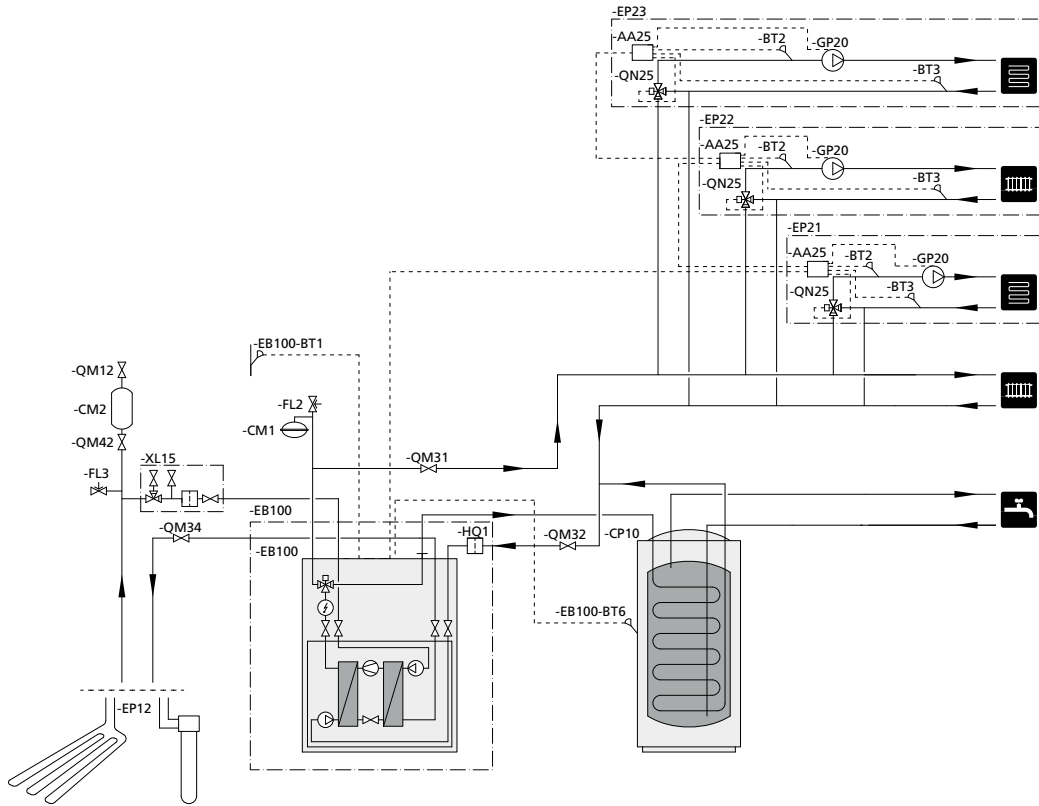 -EP23
-AA25
-BT2
-GP20
-QN25
-BT3
-EP22
-AA25
-BT2
-GP20
-QN25
-BT3
-EP21
-AA25
-BT2
-GP20
-QN25
-BT3
-EB100-BT1
-QM12
-CM2
-QM42
-FL2
-CM1
-XL15
-FL3
-QM31
-EB100
-QM34
-EB100
-HQ1
-QM32
-CP10
-EB100-BT6
-EP12